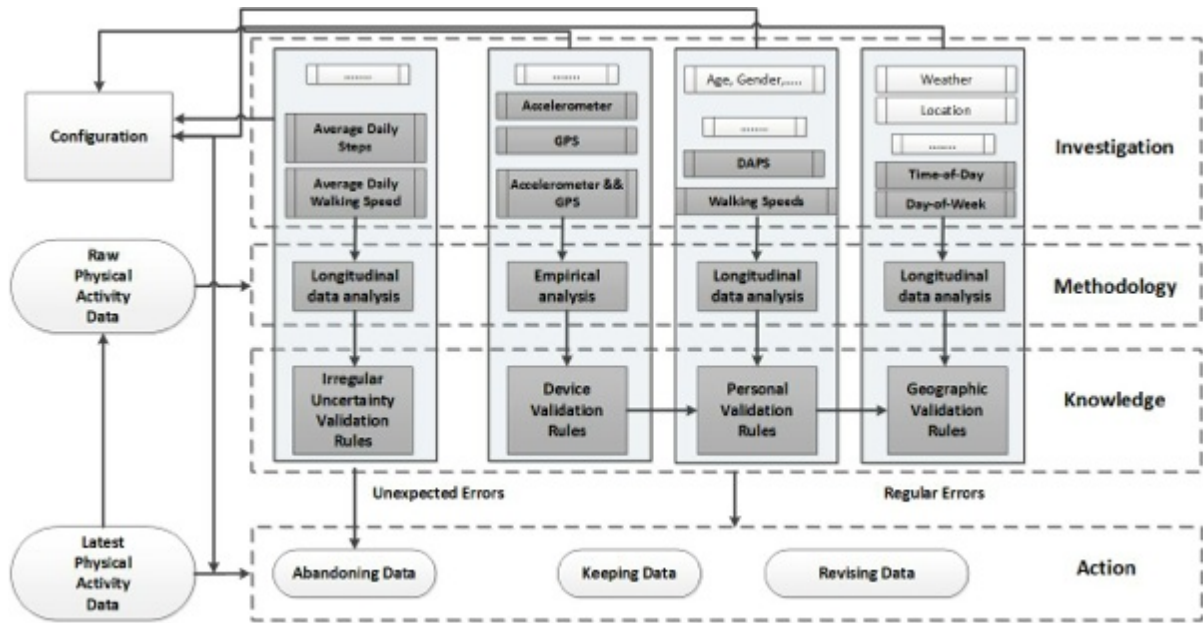 Configuration
Raw
Physical
Activity
Data
Latest
Physical
Activity
Data
.......
Average Daily
Steps
Average Daily
Walking Speed
Longitudinal
data analysis
Irregular
Uncertainty
Validation
Rules
.......
Accelerometer
GPS
Accelerometer &&
GPS
Empirical
analysis
Device
Validation
Rules
Age, Gender,.....
.......
DAPS
Walking Speeds
Longitudinal
data analysis
Personal
Validation
Rules
Weather
Location
.......
Time-of-Day
Day-of-Week
Longitudinal
data analysis
Geographic
Validation
Rules
Investigation
Methodology
Knowledge
Unexpected Errors
Regular Errors
Abandoning Data
Keeping Data
Revising Data
Action